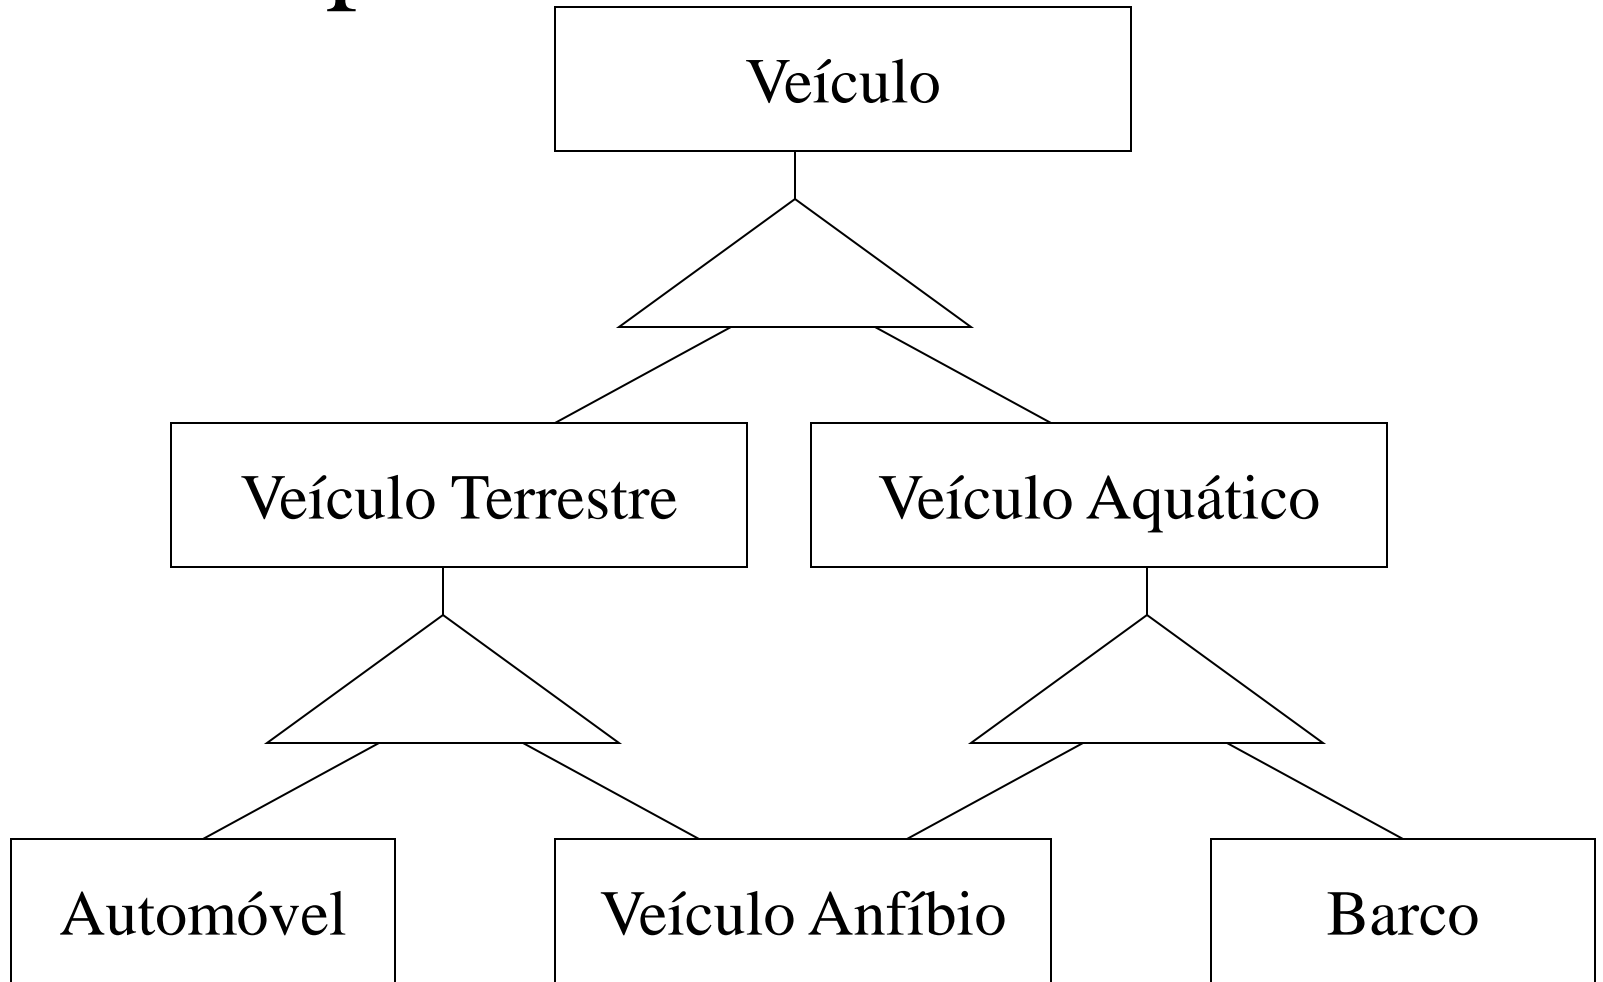 Veículo
Veículo Terrestre
Veículo Aquático
Automóvel
Veículo Anfíbio
Barco